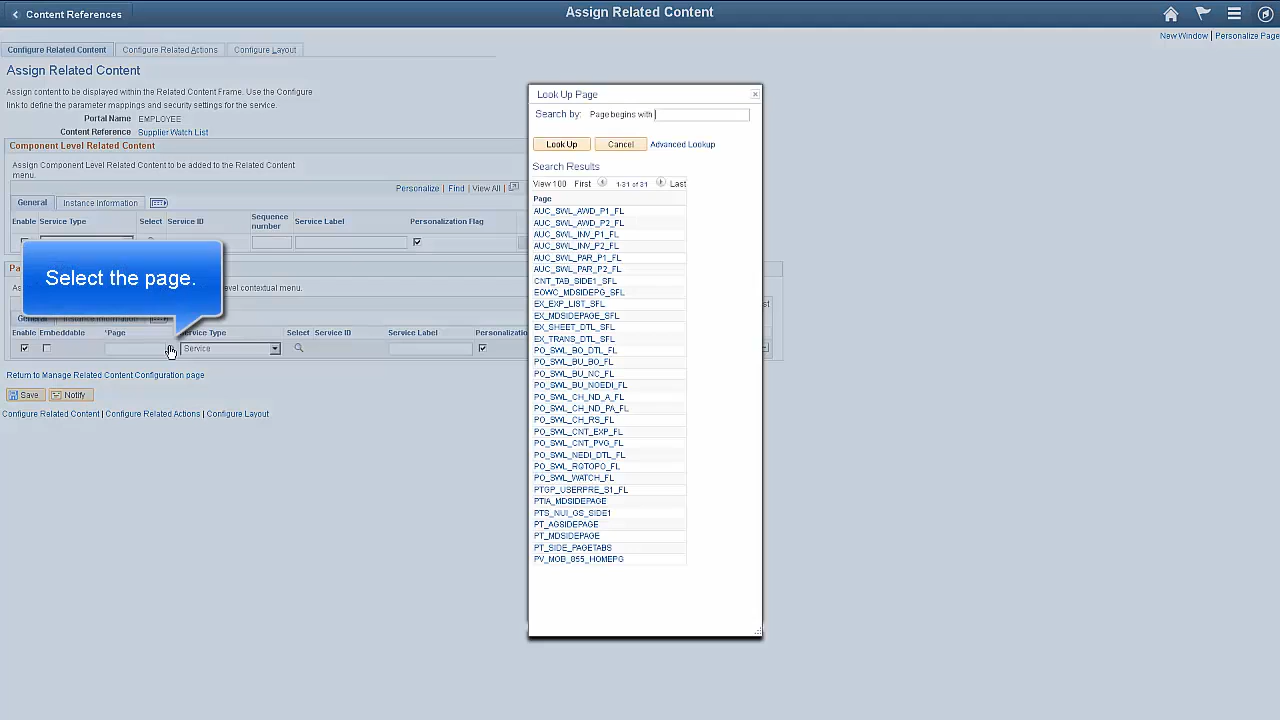 Content References
Assign Related Content
New Window | Personalize Page
Configure Related Content
Configure Related Actions
Configure Layout
Assign Related Content
Assign content to be displayed within the Related Content Frame. Use the Configure
link to define
parameter mappings and security settings for the service.
Portal Name EMPLOYEE
Content Reference Supplier Watch List
Component Level Related Content
Assign Component Level Related Content to be added to the Related Content
menu.
Personalize | Find | View All |
General Instance Information
Enable Service Type Select Service ID Sequence number Service Label Personalization Flag
Select the page.
level contextual menu.
Enable Embeddable *Page Service Type Select Service ID Service Label
Service
Return to Manage Related Content Configuration page
Save Notify
Configure Related Content | Configure Related Actions | Configure Layout
Look Up Page
Search by: Page begins with
Look Up Cancel Advanced Lookup
Search Results
View 100 First 1-31 of 31 Last
Page
AUC_SWL_AWD_P1_FL
AUC_SWL_AWD_P2_FL
AUC_SWL_INV_P1_FL
AUC_SWL_INV_P2_FL
AUC_SWL_PAR_P1_FL
AUC_SWL_PAR_P2_FL
CNT_TAB_SIDE1_SFL
EOWC_MDSIDEPG_SFL
EX_EXP_LIST_SFL
EX_MDSIDEPAGE_SFL
EX_SHEET_DTL_SFL
EX_TRANS_DTL_SFL
PO_SWL_BO_DTL_FL
PO_SWL_BU_BO_FL
PO_SWL_BU_NC_FL
PO_SWL_BU_NOEDI_FL
PO_SWL_CH_ND_A_FL
PO_SWL_CH_ND_PA_FL
PO_SWL_CH_RS_FL
PO_SWL_CNT_EXP_FL
PO_SWL_CNT_PVG_FL
PO_SWL_NEDI_DTL_FL
PO_SWL_RQTOPO_FL
PO_SWL_WATCH_FL
PTGP_USERPRE_S1_FL
PTIA_MDSIDEPAGE
PTS_NUI_GS_SIDE1
PT_AGSIDEPAGE
PT_MDSIDEPAGE
PT_SIDE_PAGETABS
PV_MOB_855_HOMEPG